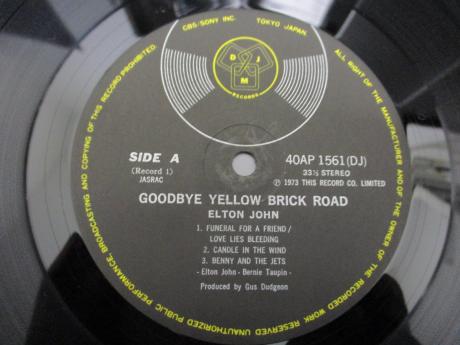 CBS/SONY INC. TOKYO JAPAN
ALL RIGHT OF THE MANUFACTURER AND OF THE OWNER OF THE RECORDED WORK RESERVED UNAUTHORIZED PUBLIC PERFORMANCE, BROADCASTING AND COPYING OF THIS RECORD PROHIBITED
D J M
RECORDS
SIDE A
(Record 1)
JASRAC
40AP 1561(DJ)
33⅓ STEREO
Ⓟ 1973 THIS RECORD CO. LIMITED
GOODBYE YELLOW BRICK ROAD
ELTON JOHN
1. FUNERAL FOR A FRIEND/
LOVE LIES BLEEDING
2. CANDLE IN THE WIND
3. BENNY AND THE JETS
- Elton John - Bernie Taupin -
Produced by Gus Dudgeon